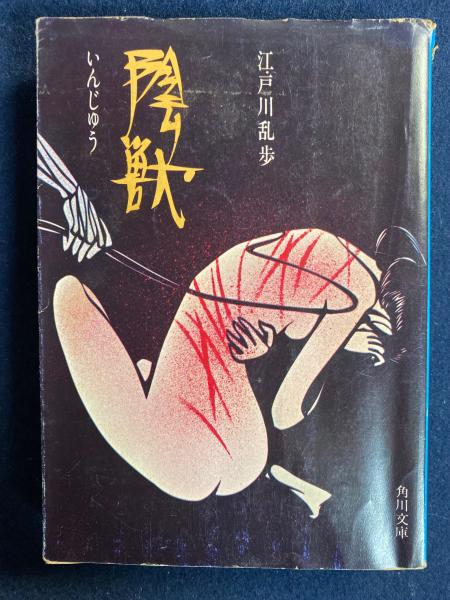 江戸川乱歩
陰獣
いんじゅう
角川文庫